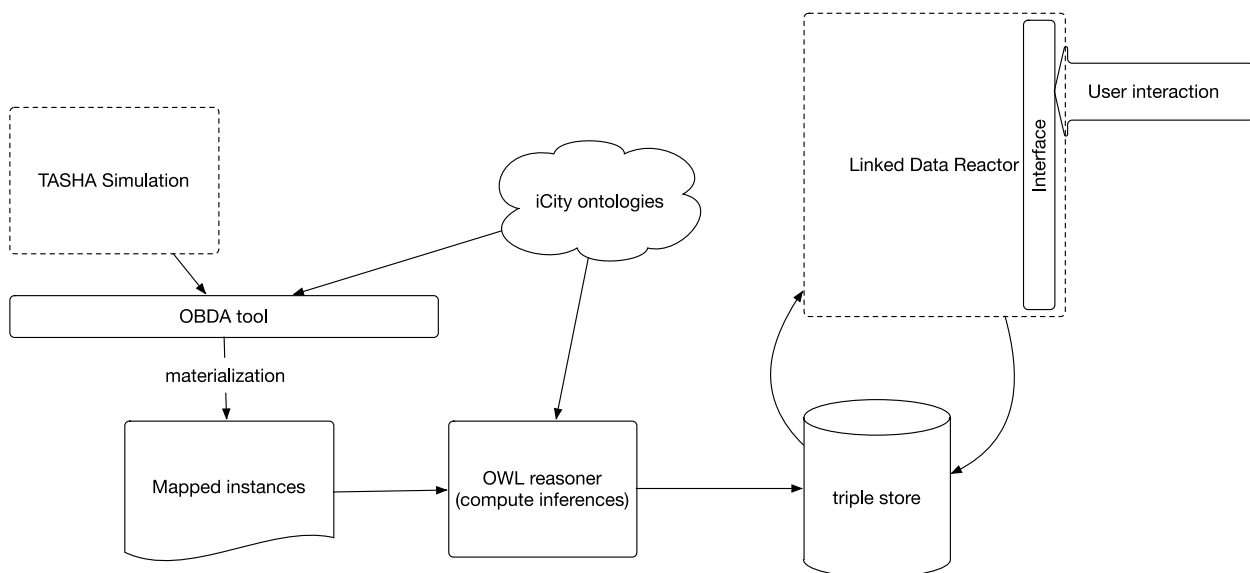 User interaction
Interface
Linked Data Reactor
TASHA Simulation
iCity ontologies
OBDA tool
materialization
Mapped instances
OWL reasoner
(compute inferences)
triple store